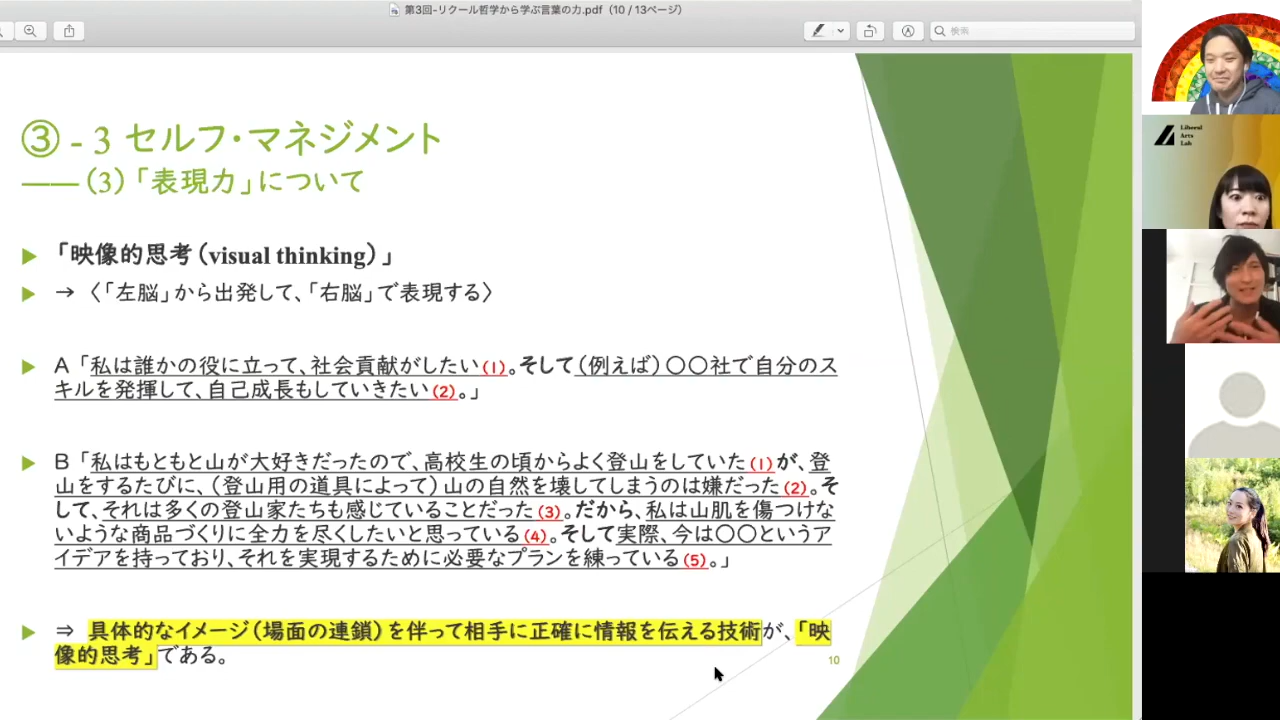 第3回-リクール哲学から学ぶ言葉の力.pdf（10 / 13ページ）
検索
③ - 3 セルフ・マネジメント
—— (3)「表現力」について
「映像的思考（visual thinking）」
→ 〈「左脳」から出発して、「右脳」で表現する〉
A「私は誰かの役に立って、社会貢献がしたい(1)。そして（例えば）〇〇社で自分のス
キルを発揮して、自己成長もしていきたい(2)。」
B「私はもともと山が大好きだったので、高校生の頃からよく登山をしていた(1)が、登
山をするたびに、（登山用の道具によって）山の自然を壊してしまうのは嫌だった(2)。そ
して、それは多くの登山家たちも感じていることだった(3)。だから、私は山肌を傷つけな
いような商品づくりに全力を尽くしたいと思っている(4)。そして実際、今は〇〇というア
イデアを持っており、それを実現するために必要なプランを練っている(5)。」
⇒ 具体的なイメージ（場面の連鎖）を伴って相手に正確に情報を伝える技術が、「映
像的思考」である。
10
Liberal
Arts
Lab